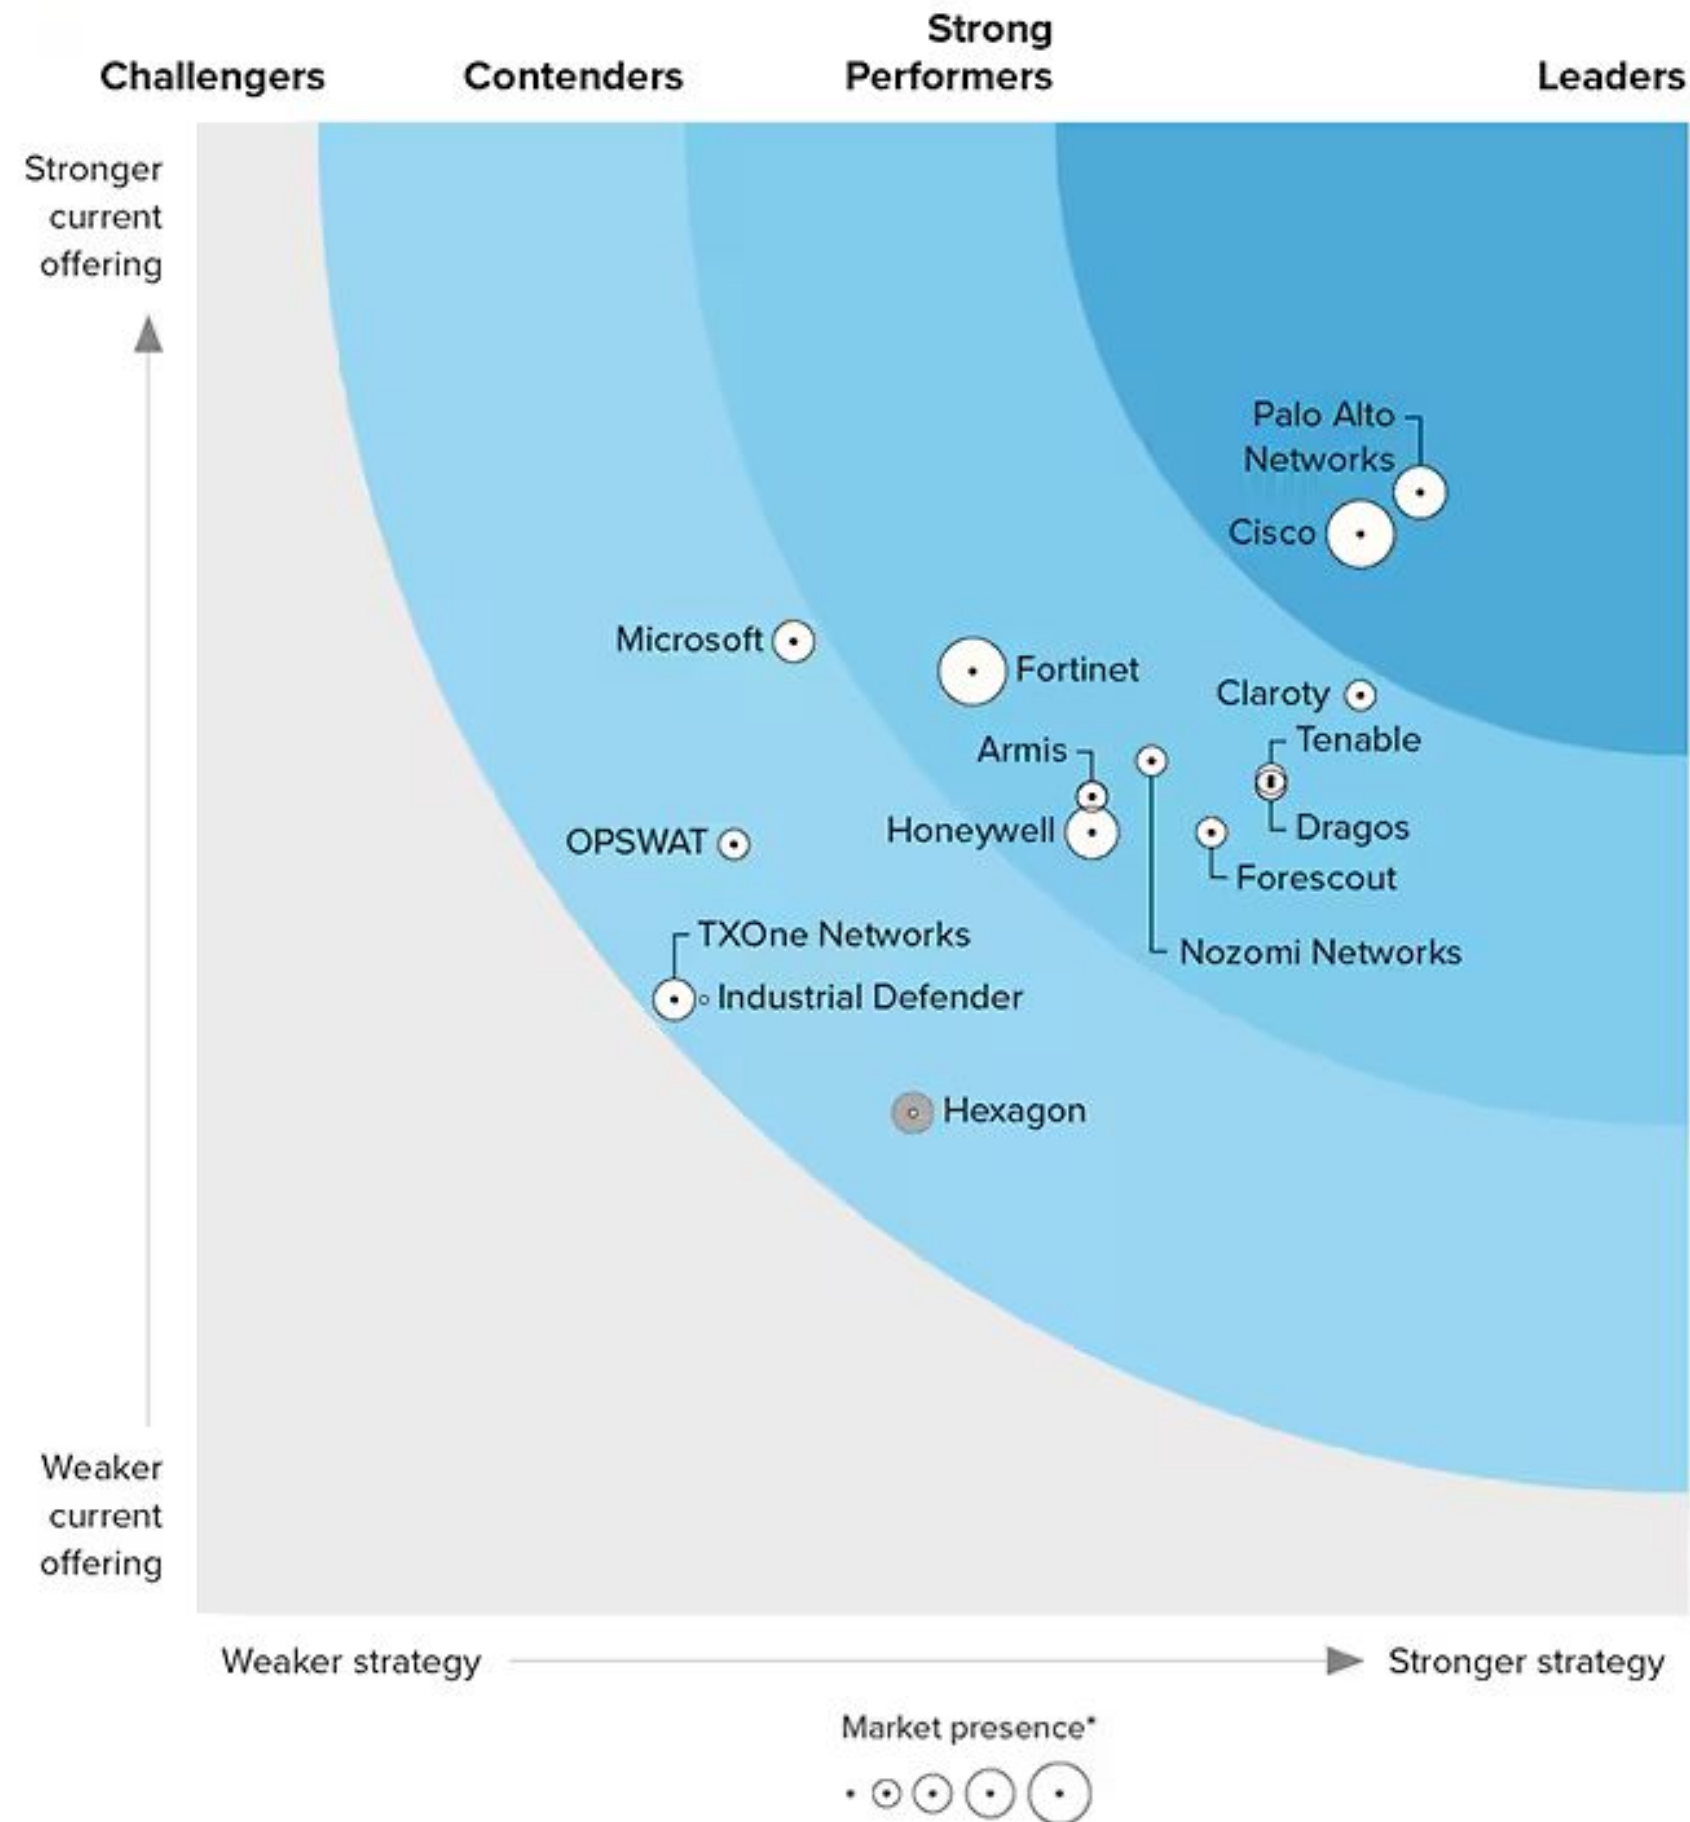 Challengers
Contenders
Strong
Performers
Leaders
Stronger
current
offering
Palo Alto
Networks
Cisco
Microsoft
Fortinet
Claroty
Tenable
Armis
Honeywell
Dragos
OPSWAT
Forescout
TXOne Networks
Nozomi Networks
Industrial Defender
Hexagon
Weaker
current
offering
Weaker strategy
Stronger strategy
Market presence*